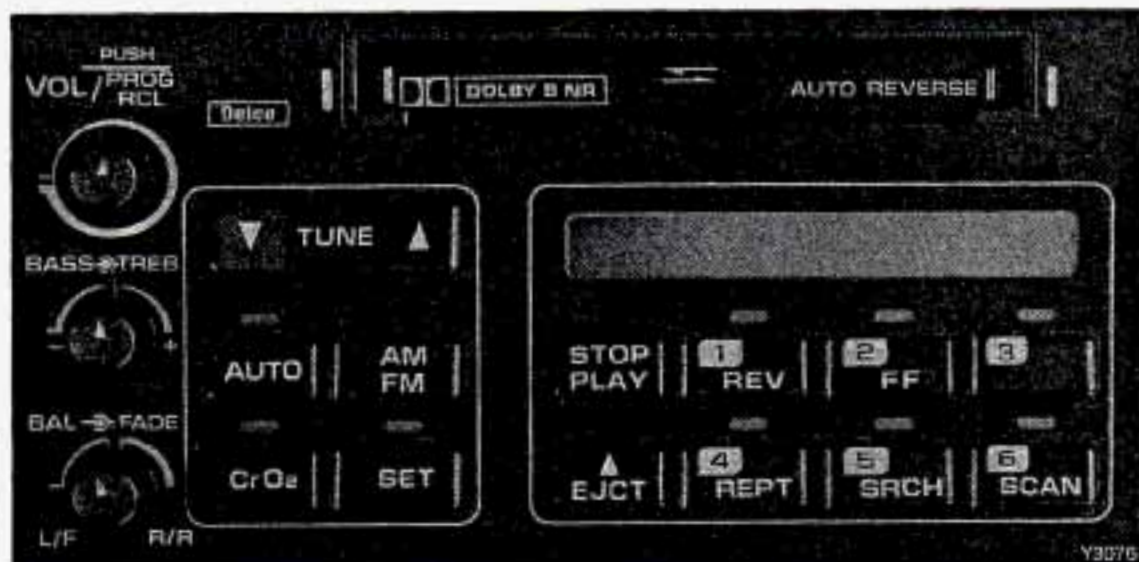 PUSH
VOL/PROG
RCL
Delco
DOLBY B NR
AUTO REVERSE
TUNE
BASS TREB
- +
AUTO
AM
FM
STOP
PLAY
1
REV
2
FF
3
BAL FADE
-
CrO2
SET
EJCT
4
REPT
5
SRCH
6
SCAN
L/F R/R
Y3076